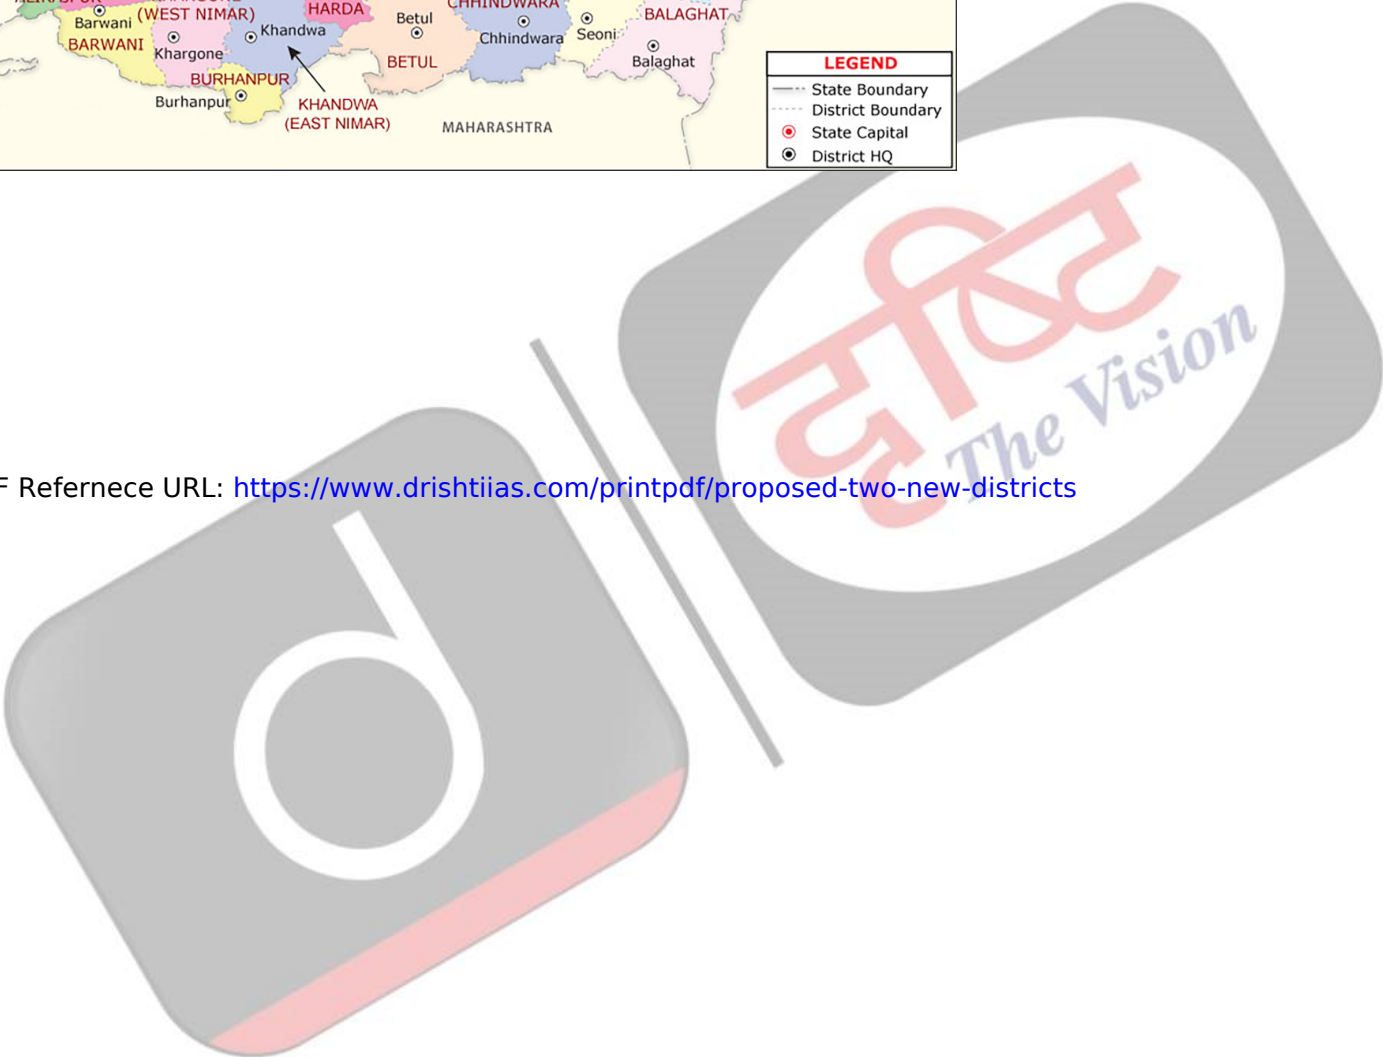 (WEST NIMAR)
HARDA
CHHINDWARA
Barwani
Betul
BALAGHAT
BARWANI
Khandwa
Chhindwara
Seoni
Khargone
BETUL
Balaghat
BURHANPUR
Burhanpur
KHANDWA
(EAST NIMAR)
MAHARASHTRA
LEGEND
State Boundary
District Boundary
State Capital
District HQ
दृष्टि
The Vision
F Refernece URL: https://www.drishtiias.com/printpdf/proposed-two-new-districts
d